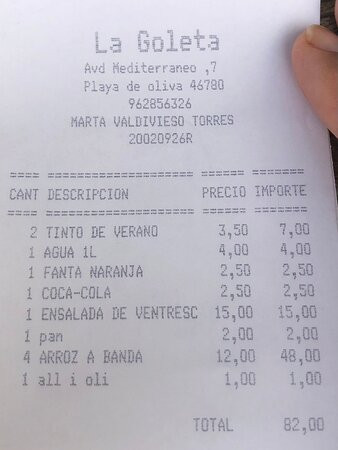 La Goleta
Avd Mediterraneo ,7
Playa de oliva 46780
962856326
MARTA VALDIVIESO TORRES
20020926R
==== ===================== ====== =======
CANT DESCRIPCION PRECIO IMPORTE
==== ===================== ====== =======
2 TINTO DE VERANO 3,50 7,00
1 AGUA 1L 4,00 4,00
1 FANTA NARANJA 2,50 2,50
1 COCA-COLA 2,50 2,50
1 ENSALADA DE VENTRESC 15,00 15,00
1 pan 2,00 2,00
4 ARROZ A BANDA 12,00 48,00
1 all i oli 1,00 1,00
TOTAL 82,00